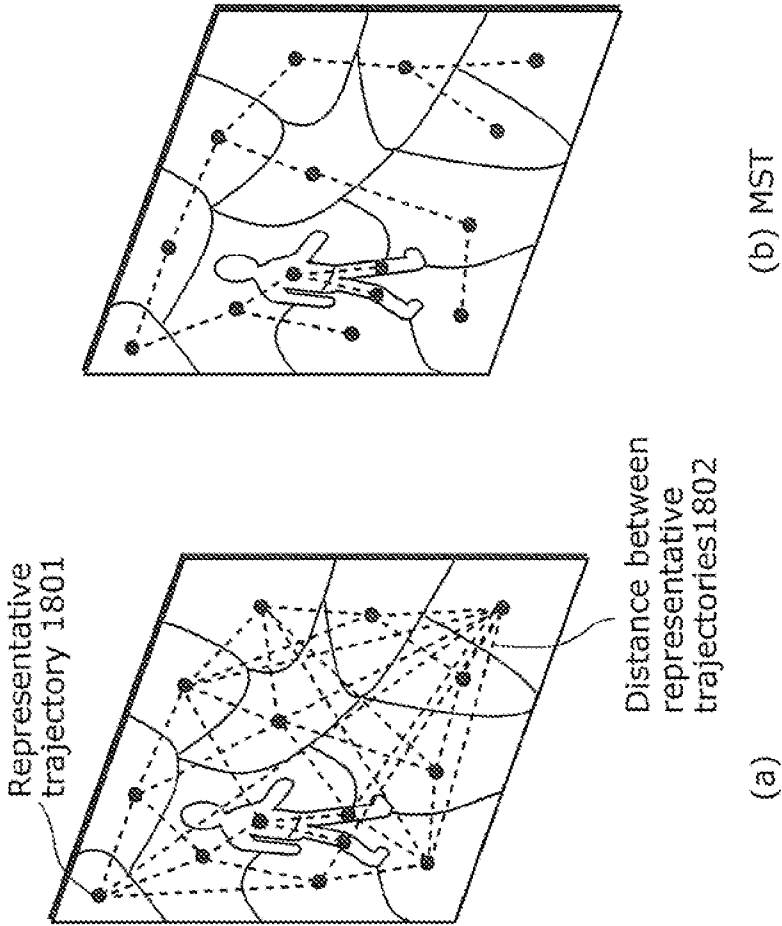 Representative
trajectory 1801
Distance between
representative
trajectories1802
(a)
(b) MST